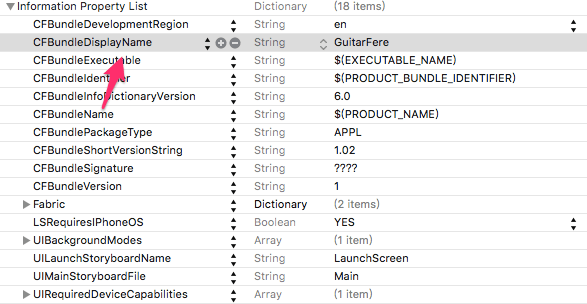 Information Property List Dictionary (18 items)
CFBundleDevelopmentRegion String en
CFBundleDisplayName String GuitarFere
CFBundleExecutable String $(EXECUTABLE_NAME)
CFBundleIdentifier String $(PRODUCT_BUNDLE_IDENTIFIER)
CFBundleInfoDictionaryVersion String 6.0
CFBundleName String $(PRODUCT_NAME)
CFBundlePackageType String APPL
CFBundleShortVersionString String 1.02
CFBundleSignature String ????
CFBundleVersion String 1
Fabric Dictionary (2 items)
LSRequiresIPhoneOS Boolean YES
UIBackgroundModes Array (1 item)
UILaunchStoryboardName String LaunchScreen
UIMainStoryboardFile String Main
UIRequiredDeviceCapabilities Array (1 item)